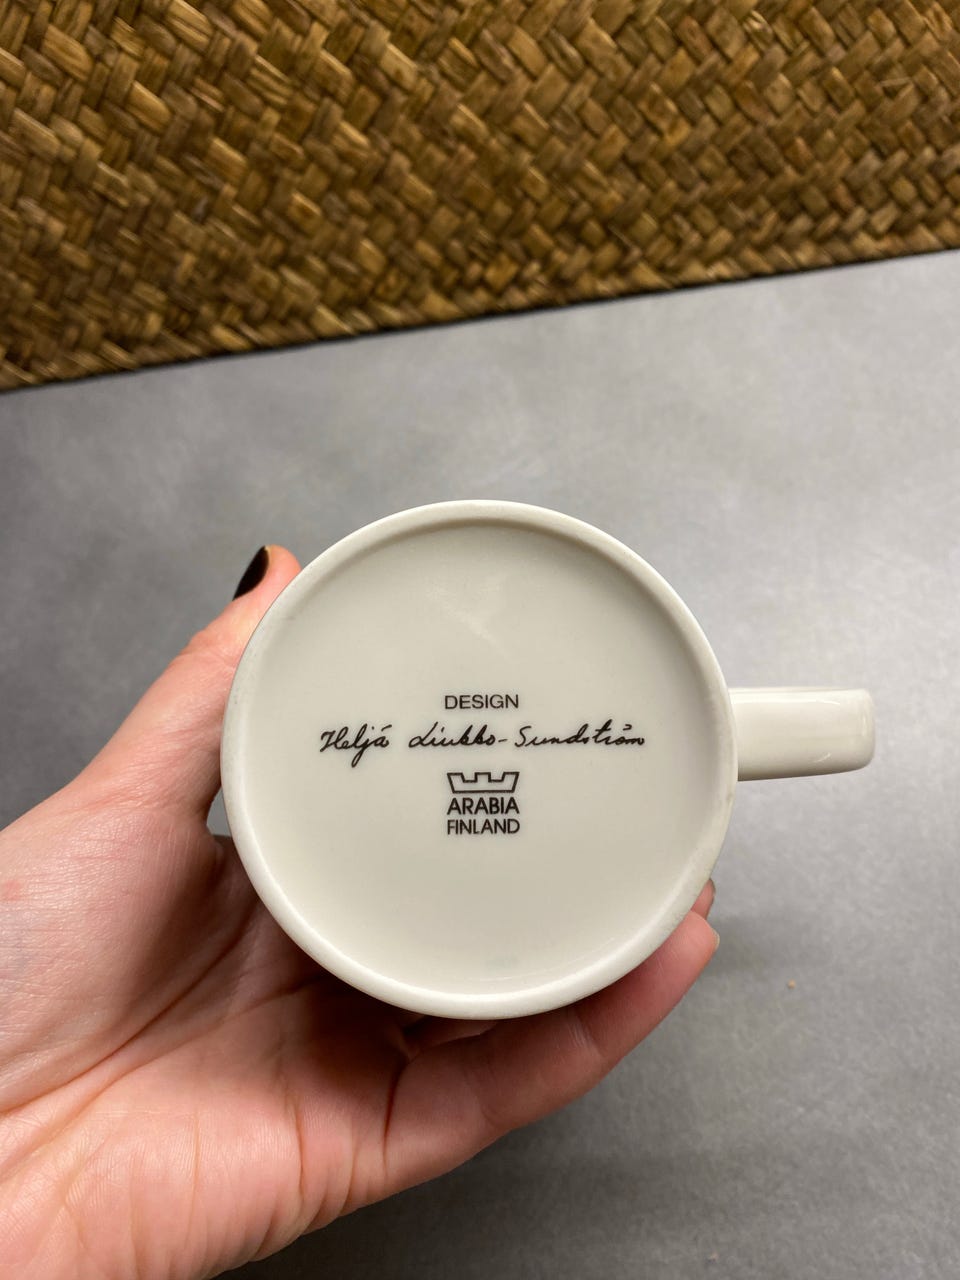 DESIGN
Heljä Liukko-Sundström
ARABIA
FINLAND